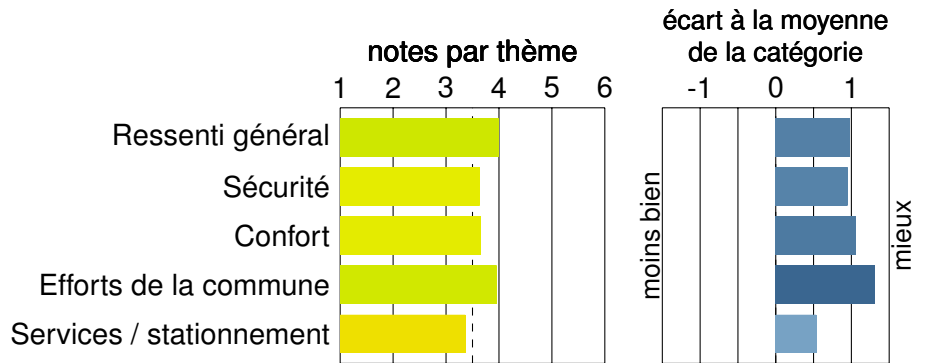 notes par thème
1 2 3 4 5 6
écart à la moyenne
de la catégorie
-1 0 1
Ressenti général
Sécurité
Confort
Efforts de la commune
Services / stationnement
moins bien
mieux